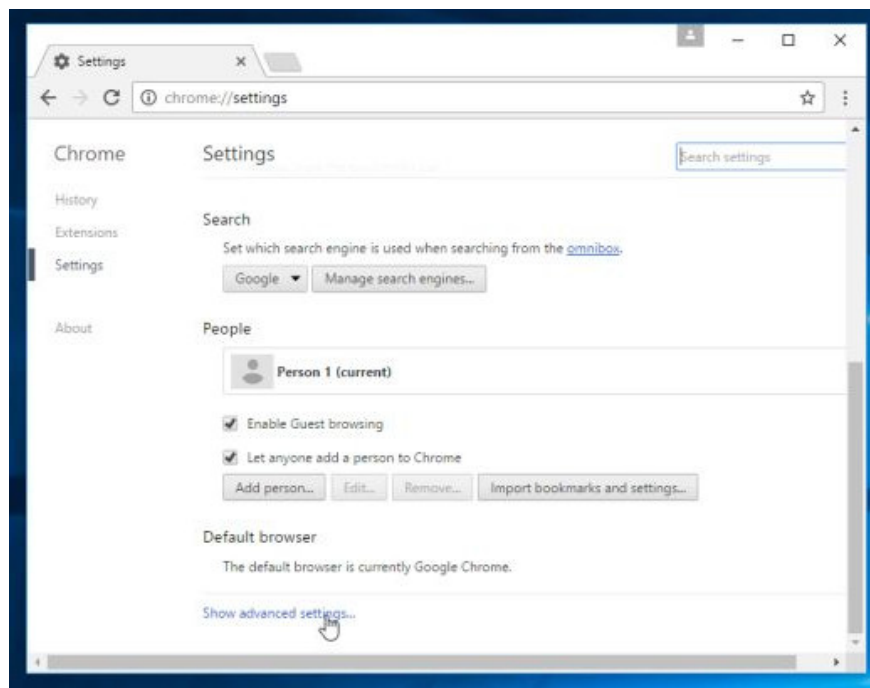 Settings
chrome://settings
Chrome
Settings
Search settings
History
Extensions
Settings
About
Search
Set which search engine is used when searching from the omnibox.
Google
Manage search engines...
People
Person 1 (current)
Enable Guest browsing
Let anyone add a person to Chrome
Add person...
Edit...
Remove...
Import bookmarks and settings...
Default browser
The default browser is currently Google Chrome.
Show advanced settings...